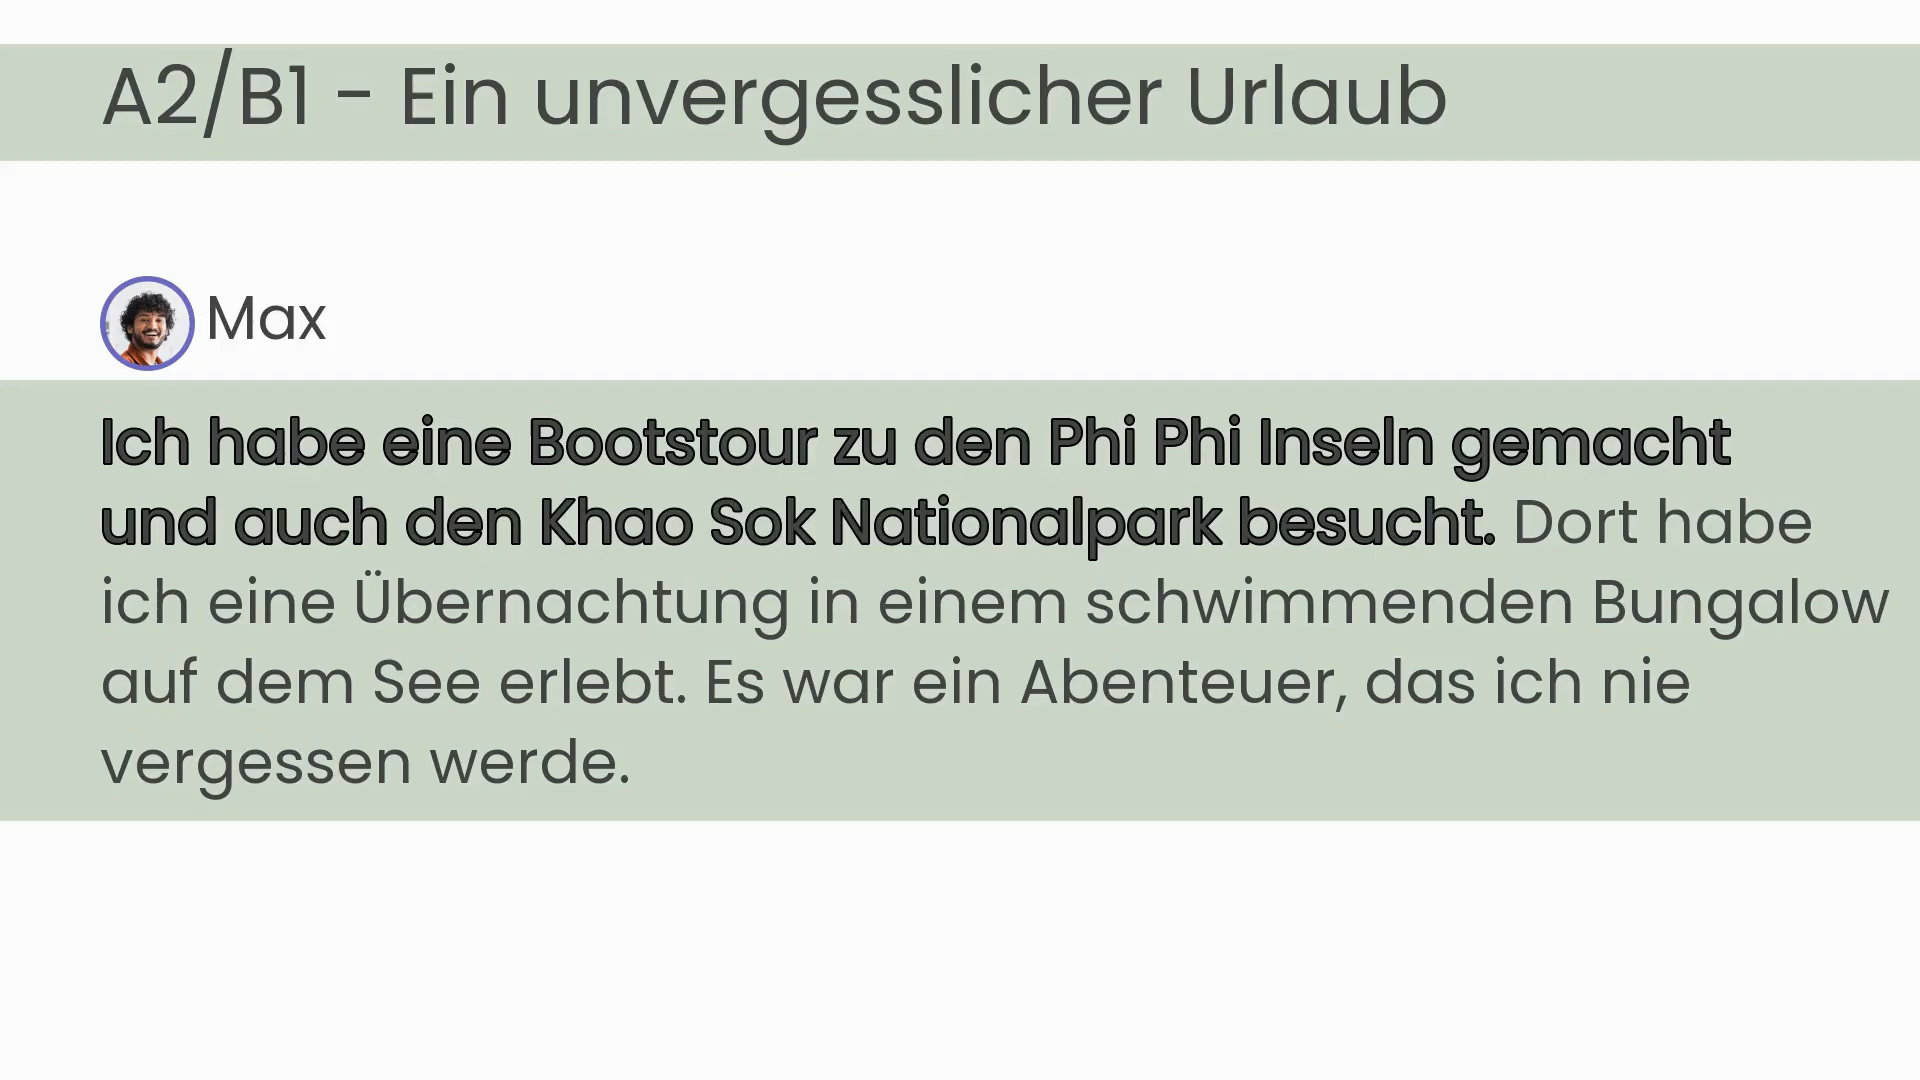 A2/B1 - Ein unvergesslicher Urlaub
Max
Ich habe eine Bootstour zu den Phi Phi Inseln gemacht
und auch den Khao Sok Nationalpark besucht. Dort habe
ich eine Übernachtung in einem schwimmenden Bungalow
auf dem See erlebt. Es war ein Abenteuer, das ich nie
vergessen werde.